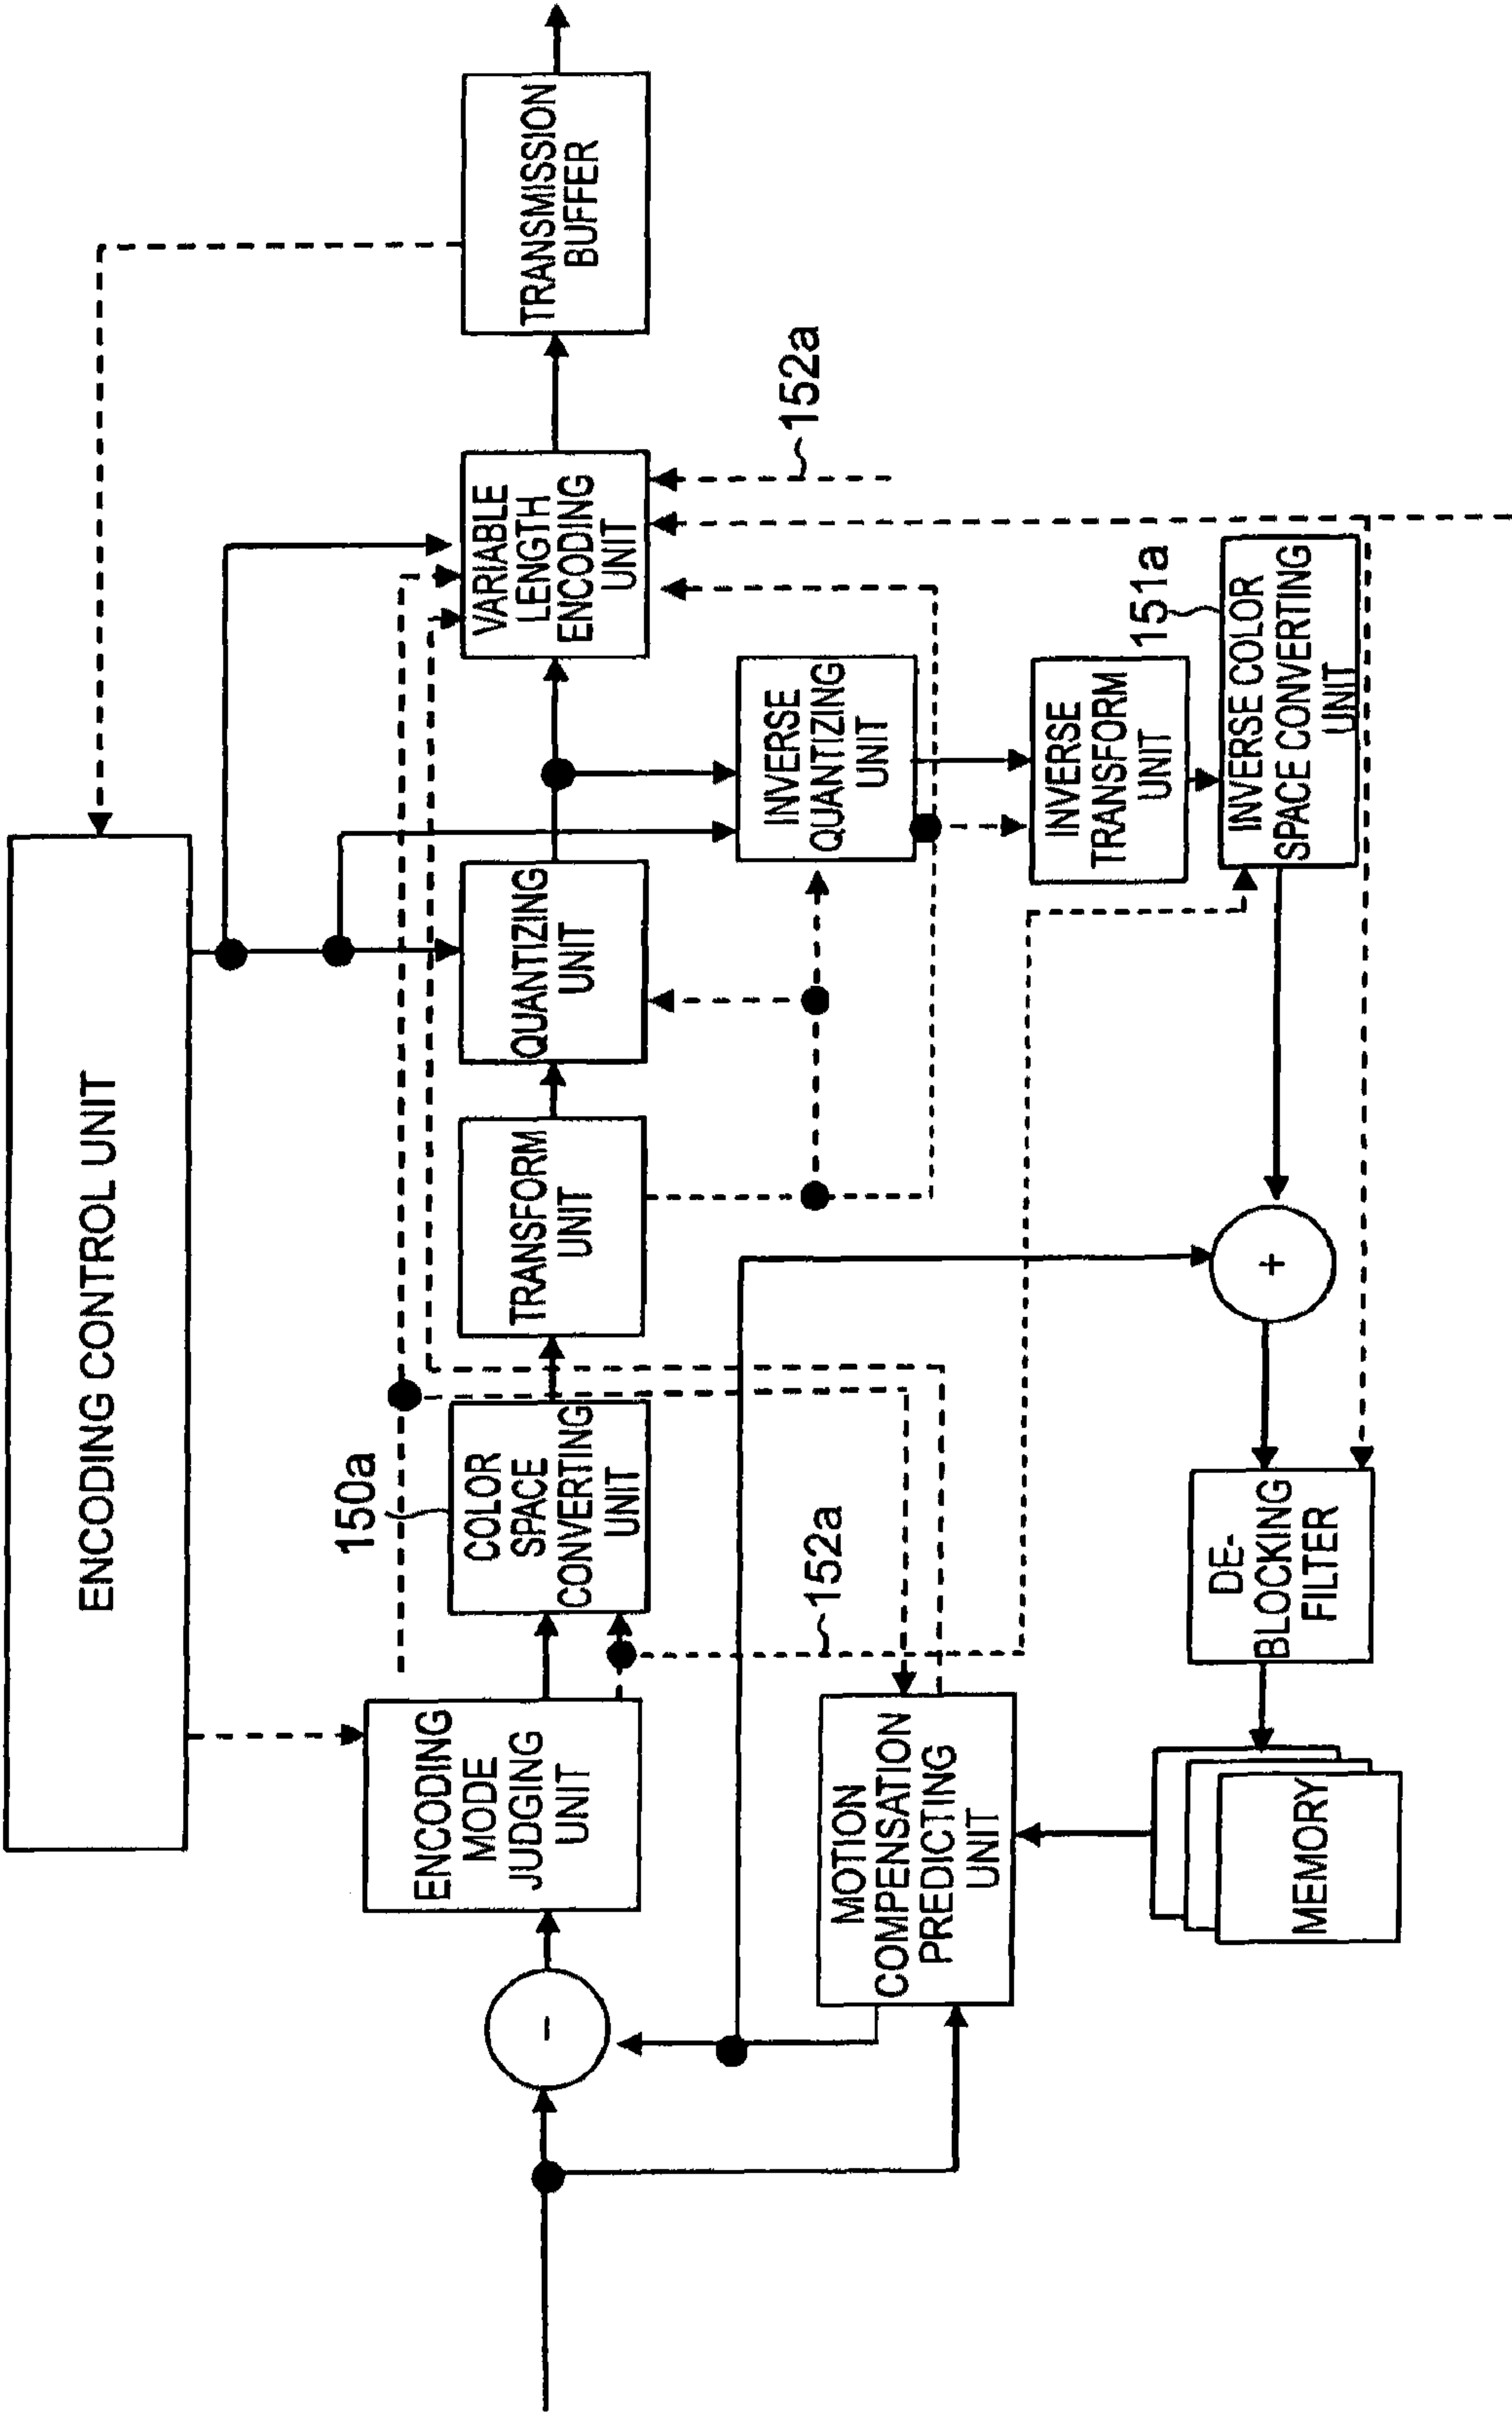 ENCODING CONTROL UNIT
-
ENCODING
MODE
JUDGING
UNIT
150a
COLOR
SPACE
CONVERTING
UNIT
TRANSFORM
UNIT
QUANTIZING
UNIT
VARIABLE
LENGTH
ENCODING
UNIT
TRANSMISSION
BUFFER
152a
152a
MOTION
COMPENSATION
PREDICTING
UNIT
INVERSE
QUANTIZING
UNIT
INVERSE
TRANSFORM
UNIT
151a
INVERSE COLOR
SPACE CONVERTING
UNIT
+
DE-
BLOCKING
FILTER
MEMORY